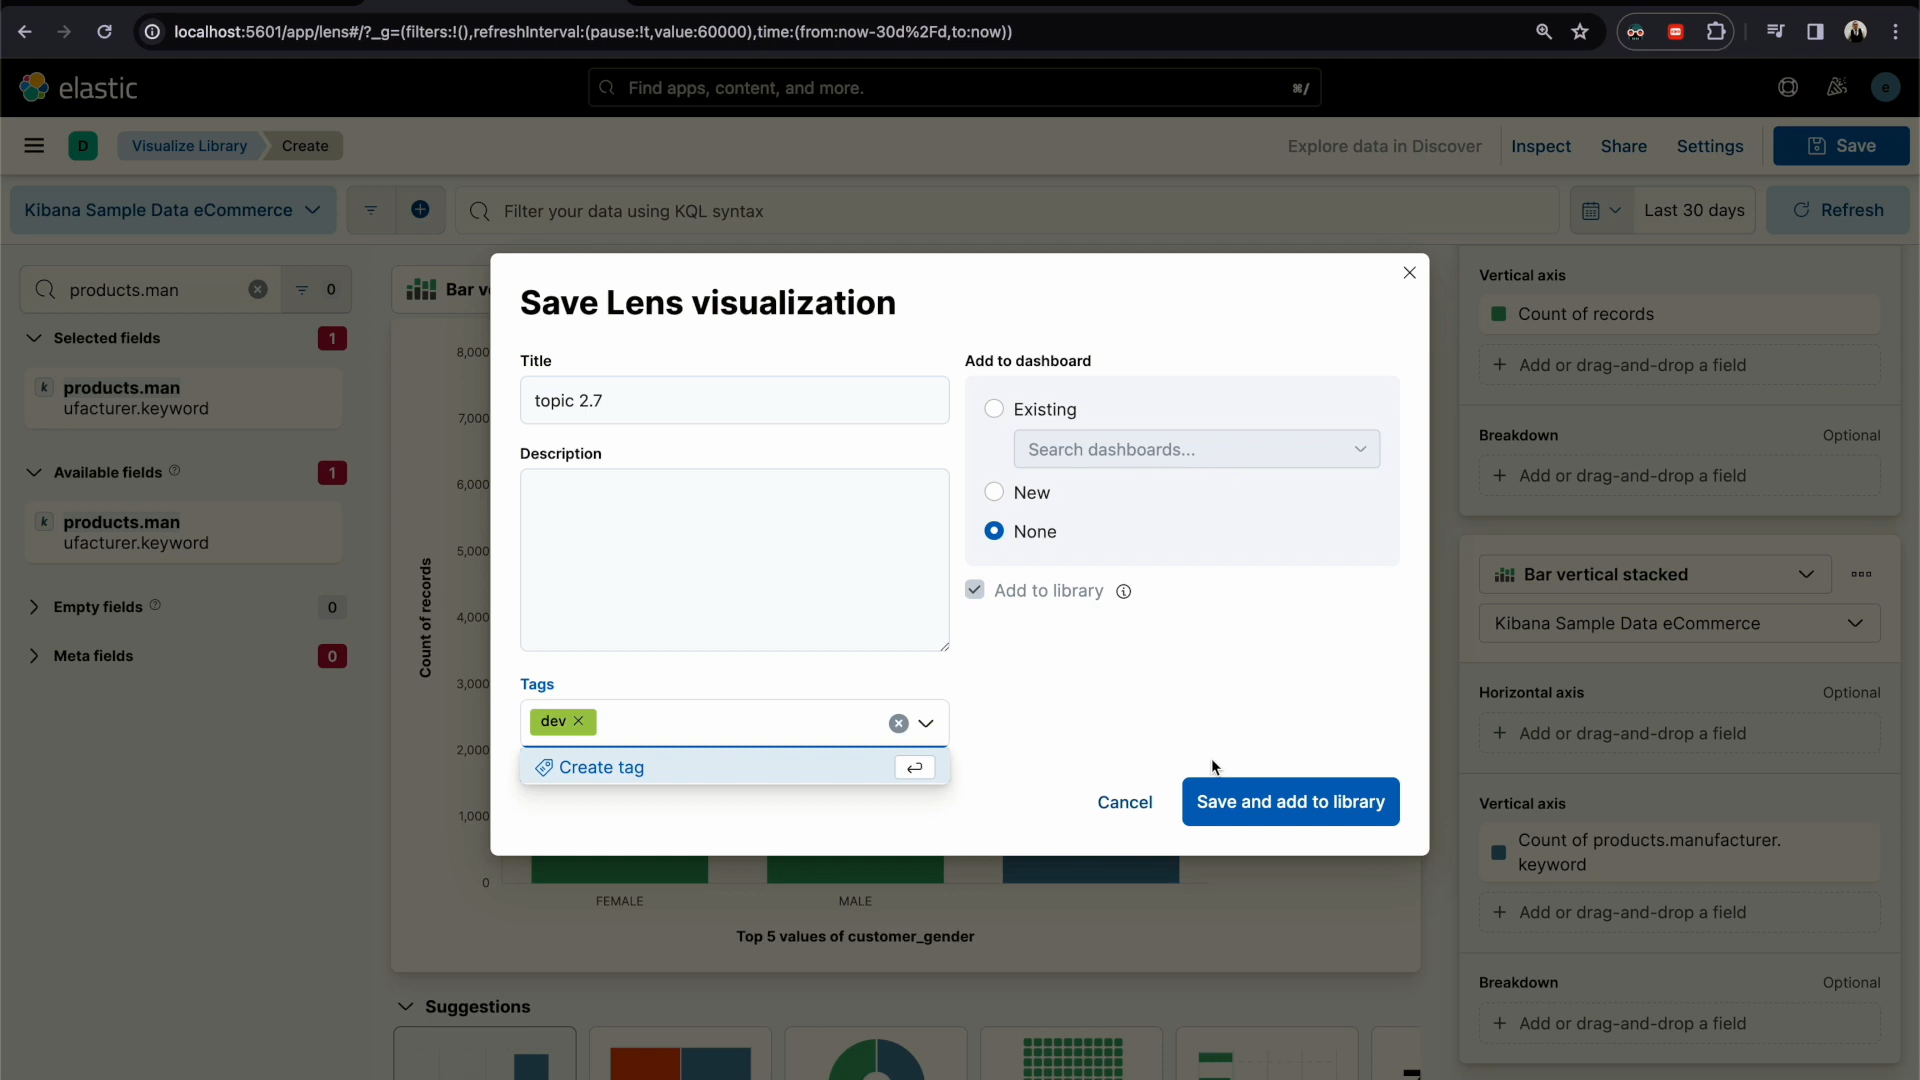 localhost:5601/app/lens#/?_g=(filters:!(),refreshInterval:(pause:!t,value:60000),time:(from:now-30d%2Fd,to:now))
elastic
Find apps, content, and more.
⌘/
e
D
Visualize Library
Create
Explore data in Discover
Inspect
Share
Settings
Save
Kibana Sample Data eCommerce
Filter your data using KQL syntax
Last 30 days
Refresh
products.man
0
Selected fields
1
k products.man
ufacturer.keyword
Available fields
1
k products.man
ufacturer.keyword
Empty fields
0
Meta fields
0
8,000
7,000
6,000
5,000
4,000
3,000
2,000
1,000
0
Count of records
FEMALE
MALE
Top 5 values of customer_gender
Suggestions
Save Lens visualization
Title
topic 2.7
Description
Tags
dev
Create tag
Add to dashboard
Existing
Search dashboards...
New
None
Add to library
Cancel
Save and add to library
Vertical axis
Count of records
Add or drag-and-drop a field
Breakdown
Optional
Add or drag-and-drop a field
Bar vertical stacked
Kibana Sample Data eCommerce
Horizontal axis
Optional
Add or drag-and-drop a field
Vertical axis
Count of products.manufacturer.
keyword
Add or drag-and-drop a field
Breakdown
Optional
Add or drag-and-drop a field